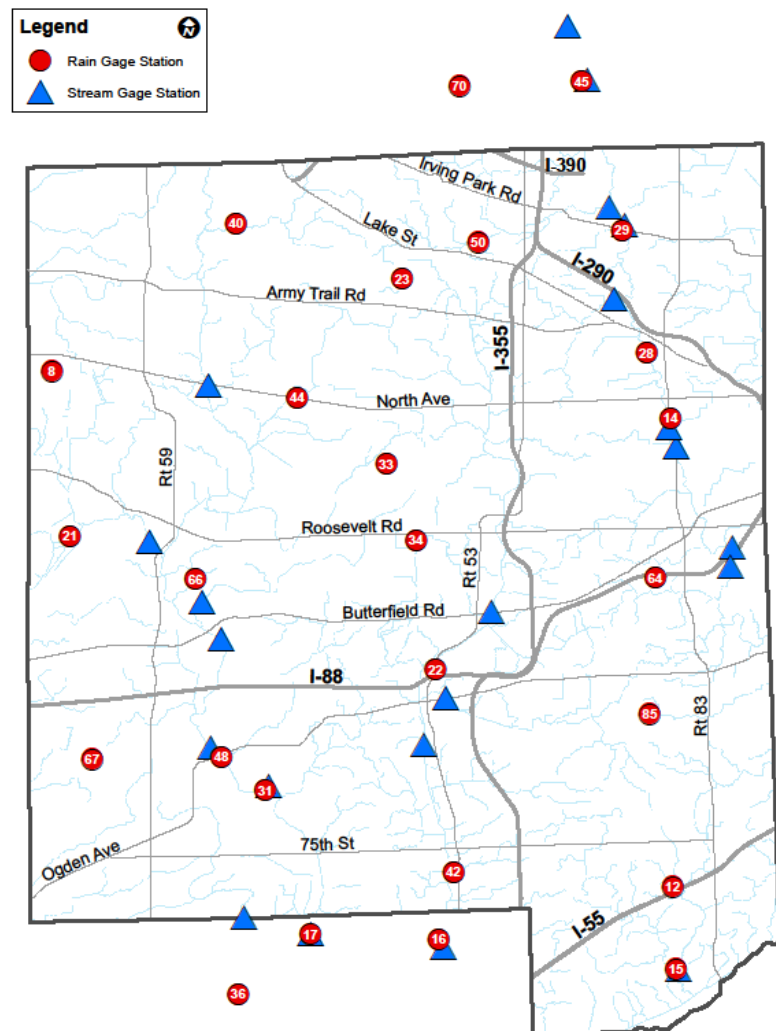 Legend
N
Rain Gage Station
Stream Gage Station
70
45
I-390
Irving Park Rd
40
Lake St
50
29
23
I-290
Army Trail Rd
I-355
28
8
44
North Ave
14
Rt 59
33
21
Roosevelt Rd
34
Rt 53
66
64
Butterfield Rd
22
I-88
85
Rt 83
67
48
31
75th St
Ogden Ave
42
12
I-55
17
16
15
36